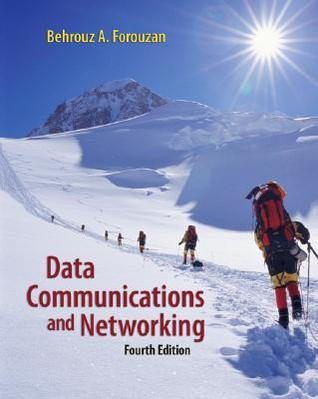 Behrouz A. Forouzan
Data
Communications
and Networking
Fourth Edition